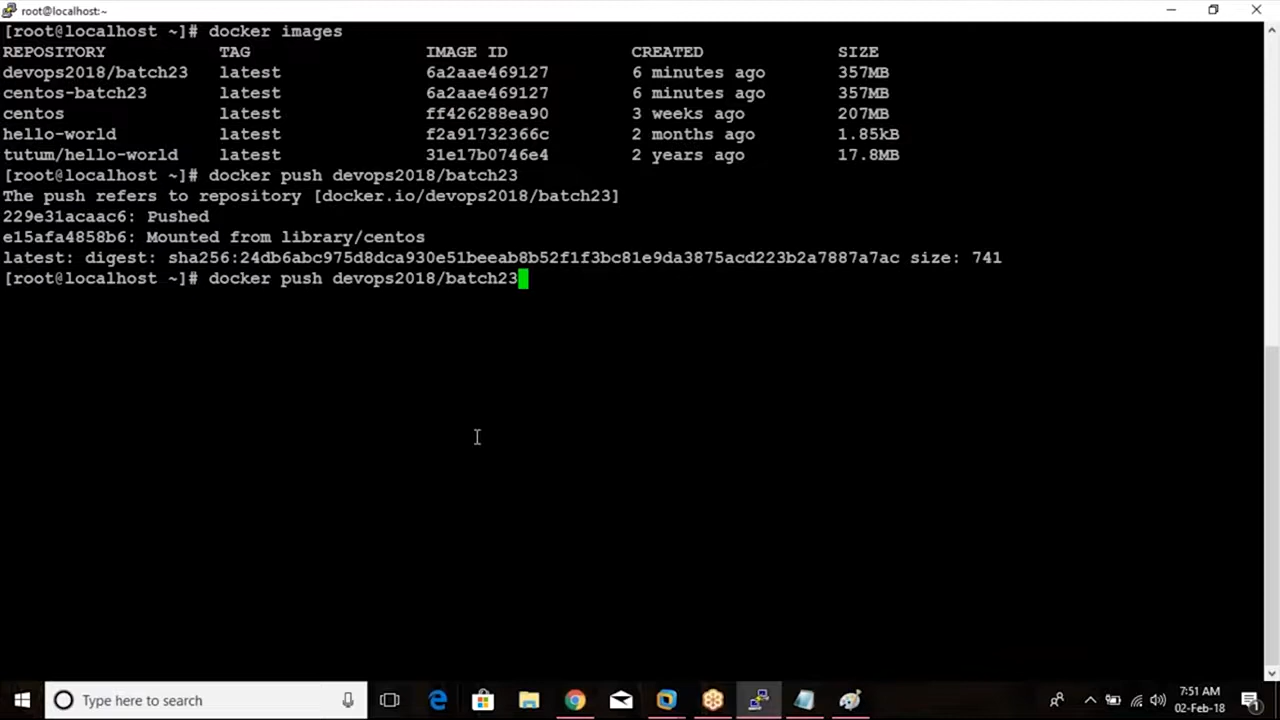 root@localhost:~
[root@localhost ~]# docker images
REPOSITORY TAG IMAGE ID CREATED SIZE
devops2018/batch23 latest 6a2aae469127 6 minutes ago 357MB
centos-batch23 latest 6a2aae469127 6 minutes ago 357MB
centos latest ff426288ea90 3 weeks ago 207MB
hello-world latest f2a91732366c 2 months ago 1.85kB
tutum/hello-world latest 31e17b0746e4 2 years ago 17.8MB
[root@localhost ~]# docker push devops2018/batch23
The push refers to repository [docker.io/devops2018/batch23]
229e31acaac6: Pushed
e15afa4858b6: Mounted from library/centos
latest: digest: sha256:24db6abc975d8dca930e51beeab8b52f1f3bc81e9da3875acd223b2a7887a7ac size: 741
[root@localhost ~]# docker push devops2018/batch23
Type here to search
7:51 AM
02-Feb-18
1